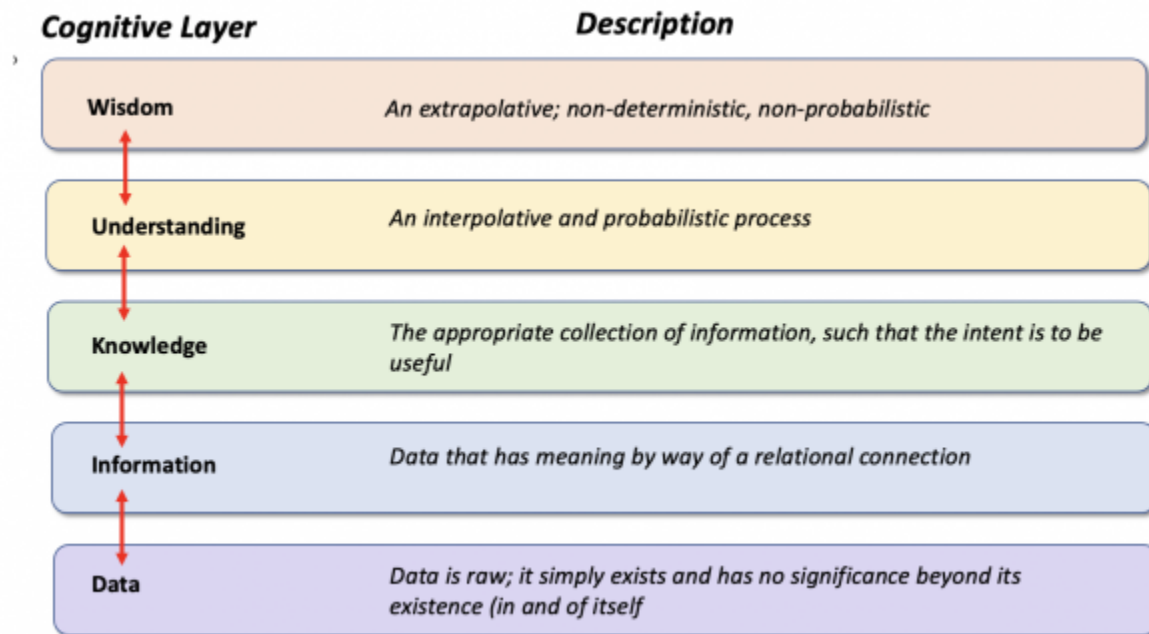 Cognitive Layer
Description
Wisdom
An extrapolative; non-deterministic, non-probabilistic
Understanding
An interpolative and probabilistic process
Knowledge
The appropriate collection of information, such that the intent is to be
useful
Information
Data that has meaning by way of a relational connection
Data
Data is raw; it simply exists and has no significance beyond its
existence (in and of itself